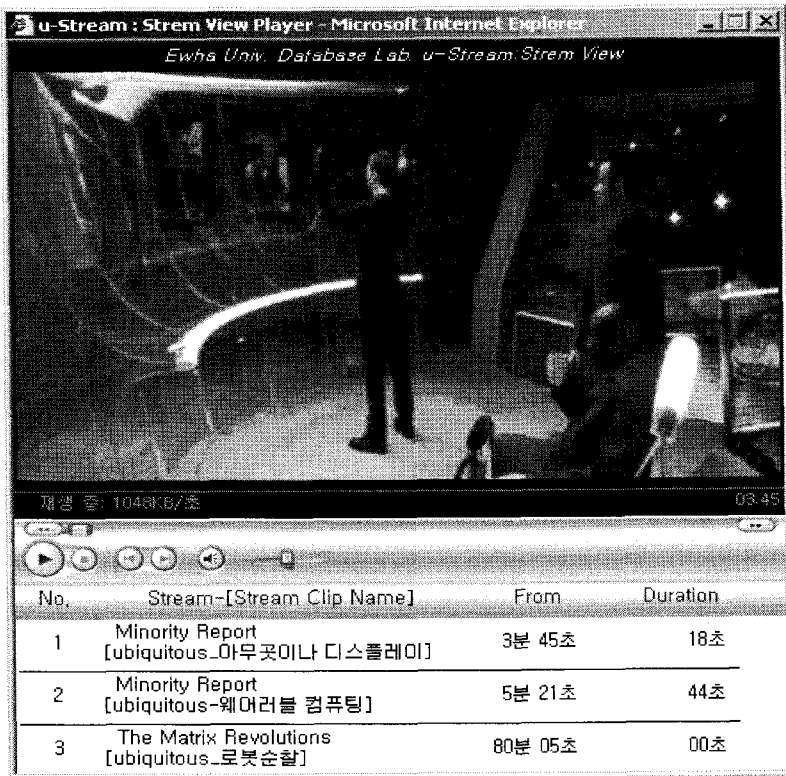 u-Stream : Strem View Player - Microsoft Internet Explorer
Ewha Univ. Database Lab. u-Stream:Strem View
재생 중: 1048KB/초 03:45
No. Stream-[Stream Clip Name] From Duration
1 Minority Report 3분 45초 18초
[ubiquitous_아무곳이나 디스플레이]
2 Minority Report 5분 21초 44초
[ubiquitous-웨어러블 컴퓨팅]
3 The Matrix Revolutions 80분 05초 00초
[ubiquitous_로봇순찰]